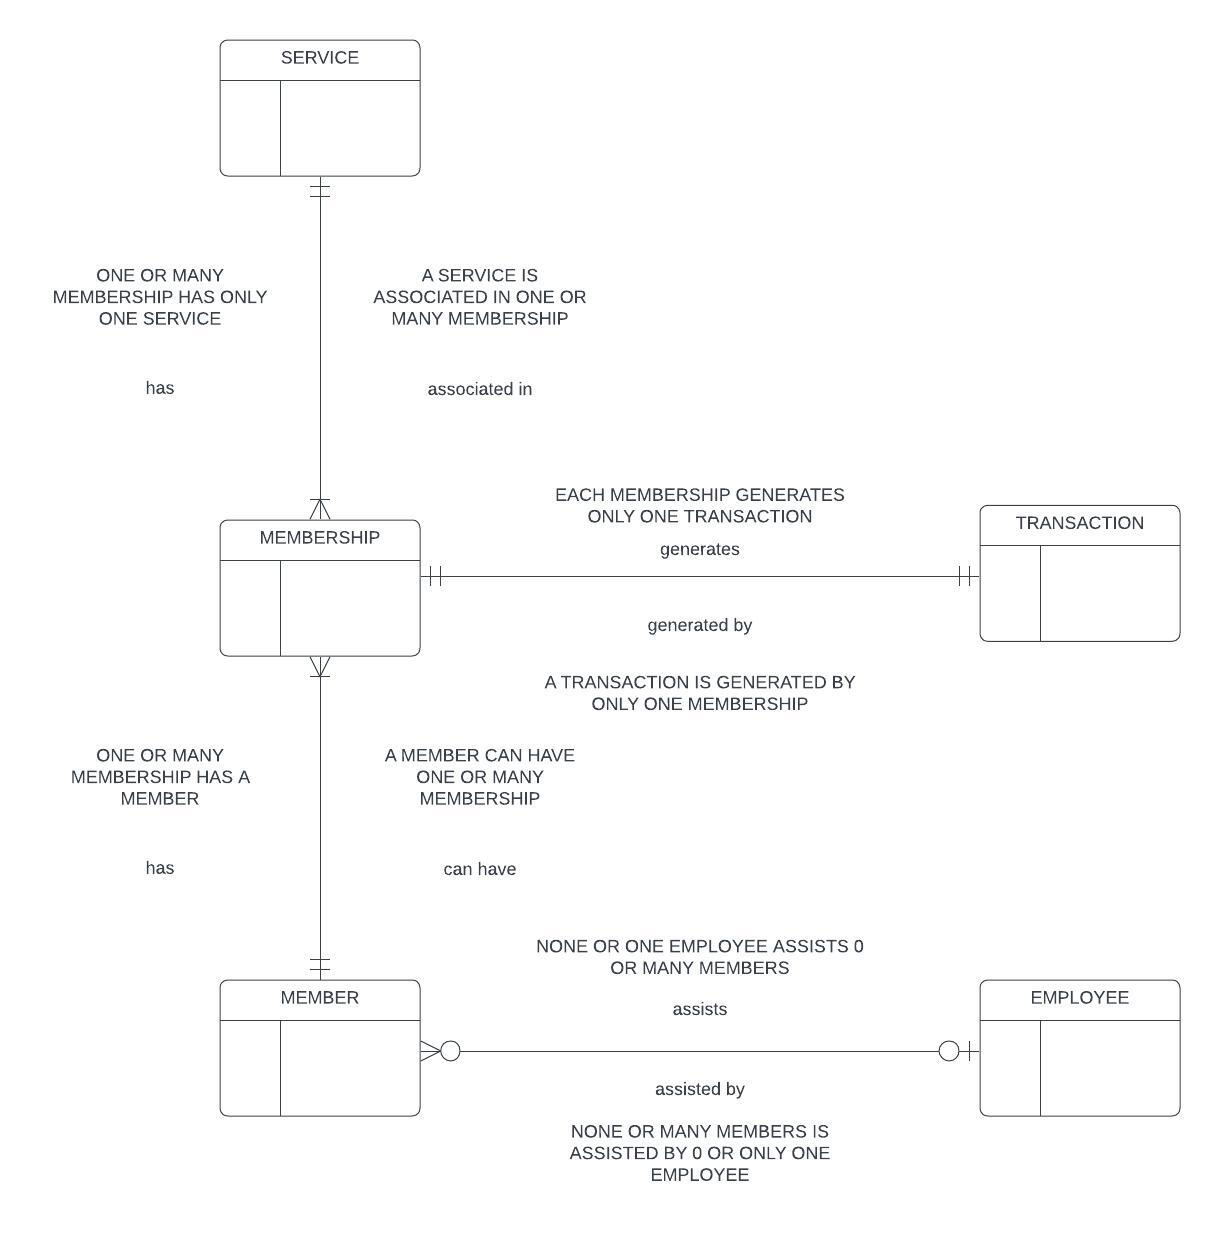 SERVICE
ONE OR MANY
MEMBERSHIP HAS ONLY
ONE SERVICE
A SERVICE IS
ASSOCIATED IN ONE OR
MANY MEMBERSHIP
has
associated in
EACH MEMBERSHIP GENERATES
ONLY ONE TRANSACTION
generates
MEMBERSHIP
TRANSACTION
generated by
A TRANSACTION IS GENERATED BY
ONLY ONE MEMBERSHIP
ONE OR MANY
MEMBERSHIP HAS A
MEMBER
A MEMBER CAN HAVE
ONE OR MANY
MEMBERSHIP
has
can have
NONE OR ONE EMPLOYEE ASSISTS 0
OR MANY MEMBERS
assists
MEMBER
EMPLOYEE
assisted by
NONE OR MANY MEMBERS IS
ASSISTED BY 0 OR ONLY ONE
EMPLOYEE